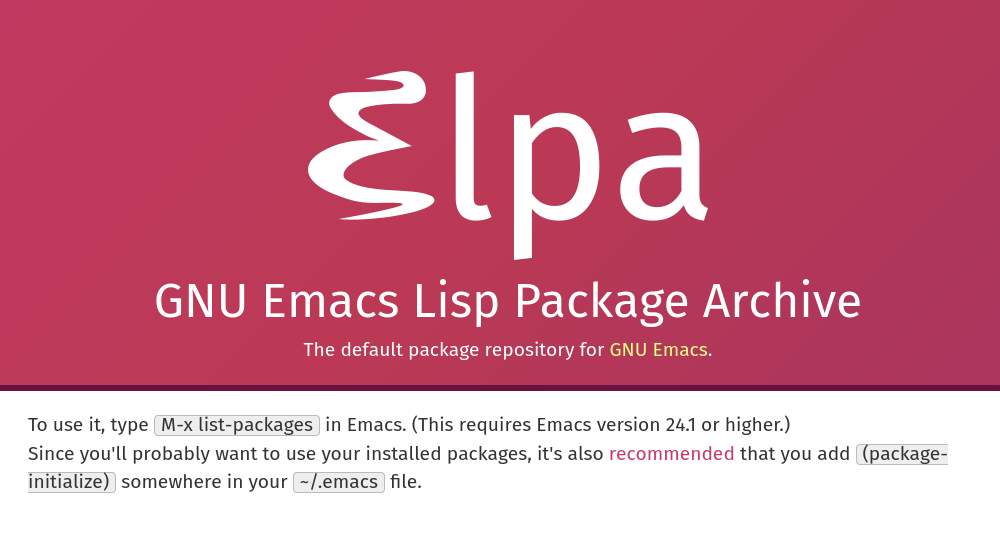 Elpa
GNU Emacs Lisp Package Archive
The default package repository for GNU Emacs.
To use it, type M-x list-packages in Emacs. (This requires Emacs version 24.1 or higher.)
Since you'll probably want to use your installed packages, it's also recommended that you add (package-
initialize) somewhere in your ~/.emacs file.